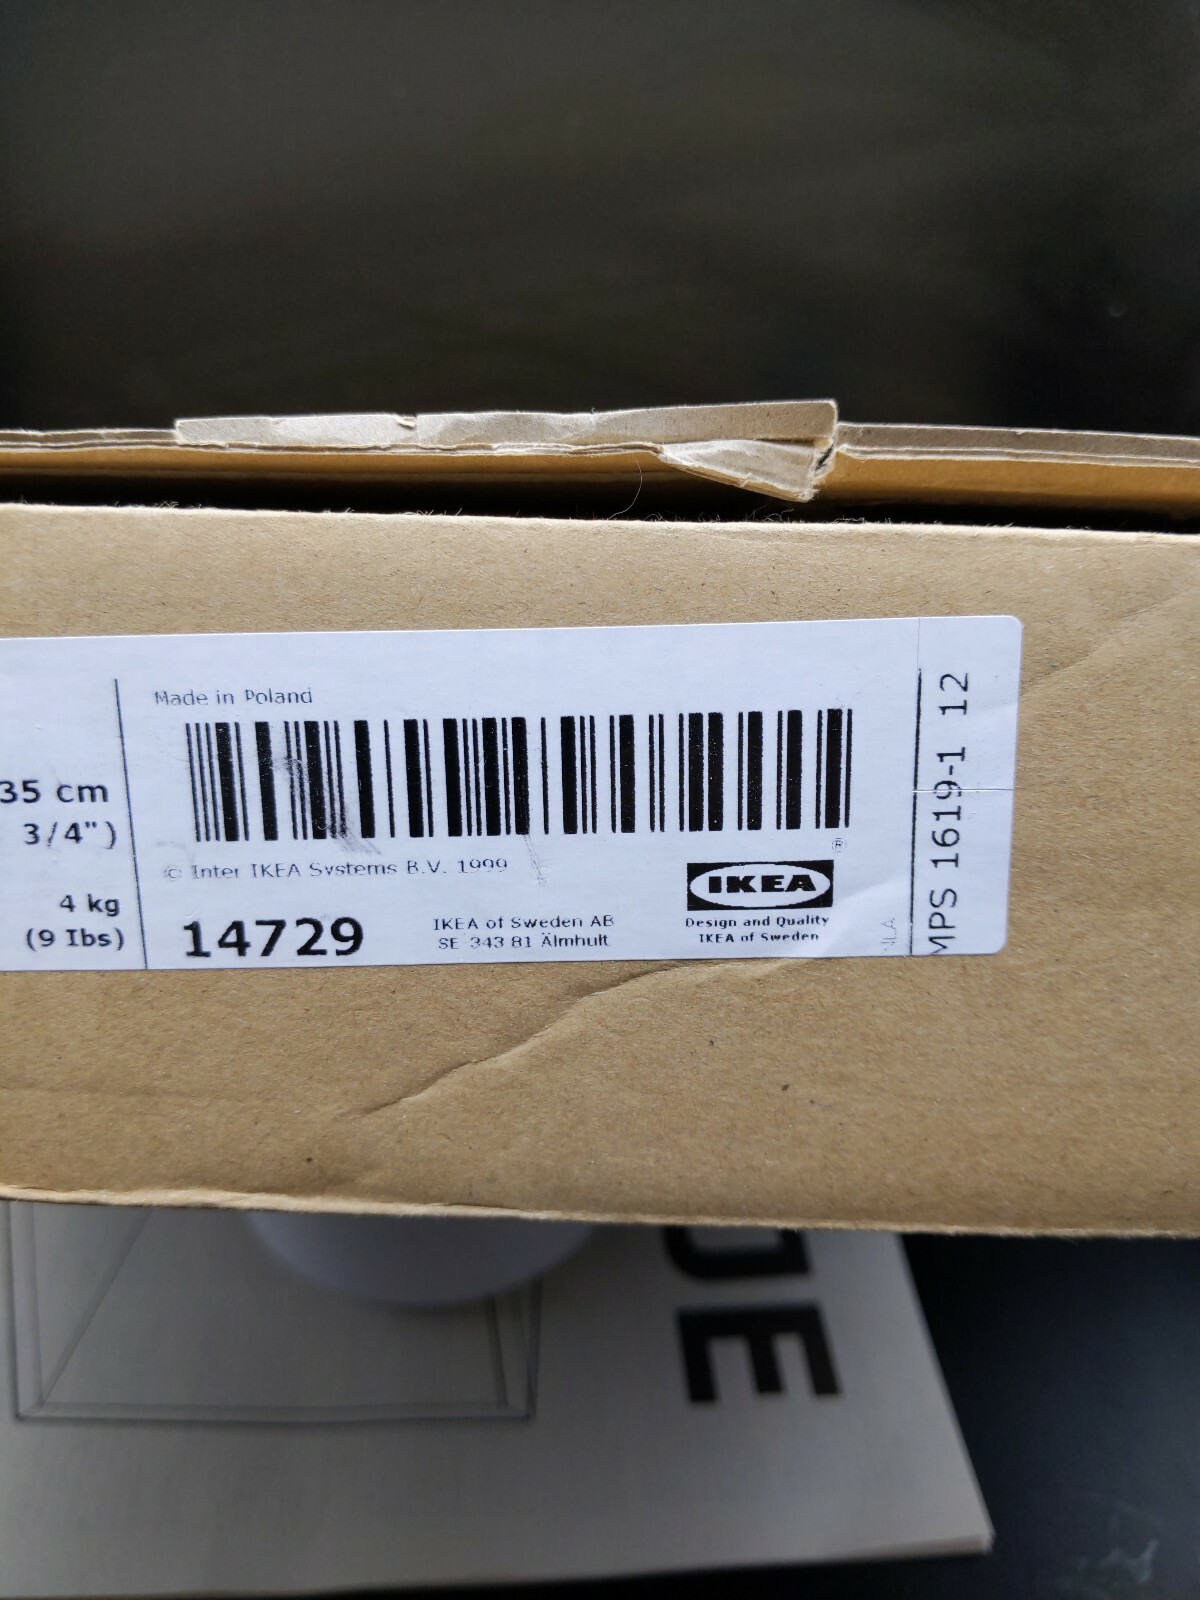 Made in Poland
35 cm
3/4")
4 kg
(9 lbs)
© Inter IKEA Systems B.V. 1999
14729
IKEA of Sweden AB
SE-343 81 Älmhult
®
IKEA
Design and Quality
IKEA of Sweden
MPS 1619-1 12
DE